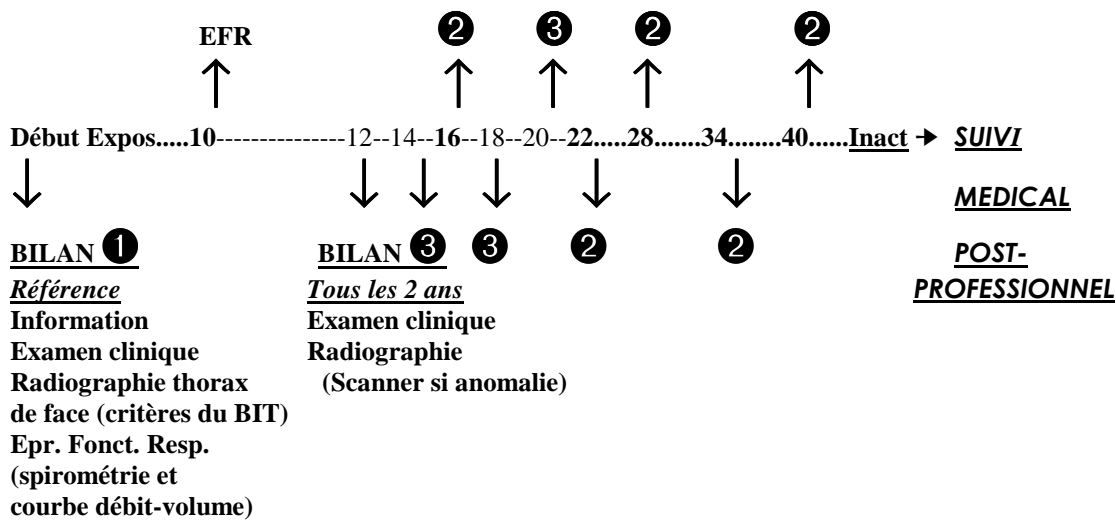 EFR ❷ ❸ ❷ ❷
Début Expos.....10---------------12--14--16--18--20--22.....28.......34........40......Inact → SUIVI
MEDICAL
BILAN ❶ BILAN ❸ ❸ ❷ ❷ POST-
Référence Tous les 2 ans PROFESSIONNEL
Information Examen clinique
Examen clinique Radiographie
Radiographie thorax (Scanner si anomalie)
de face (critères du BIT)
Epr. Fonct. Resp.
(spirométrie et
courbe débit-volume)